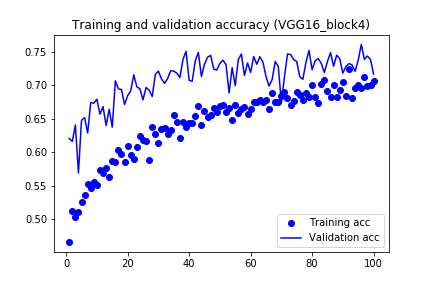 Training and validation accuracy (VGG16_block4)
0.75
0.70
0.65
0.60
0.55
0.50
Training acc
Validation acc
0 20 40 60 80 100